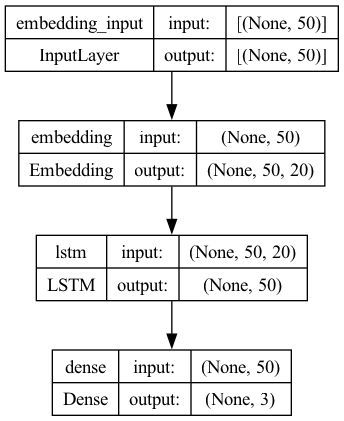 embedding_input input: [(None, 50)]
InputLayer output: [(None, 50)]
embedding input: (None, 50)
Embedding output: (None, 50, 20)
lstm input: (None, 50, 20)
LSTM output: (None, 50)
dense input: (None, 50)
Dense output: (None, 3)